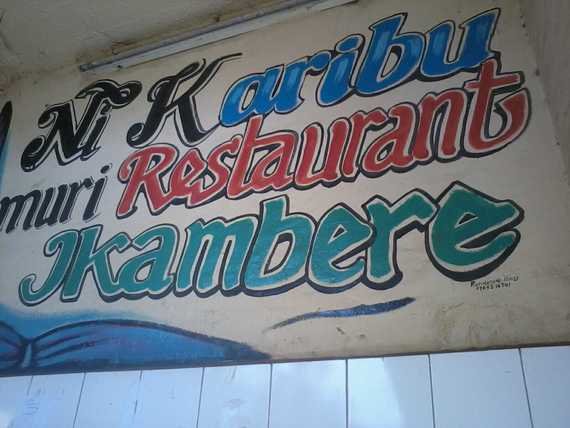 Ni Karibu
muri Restaurant
Ikambere